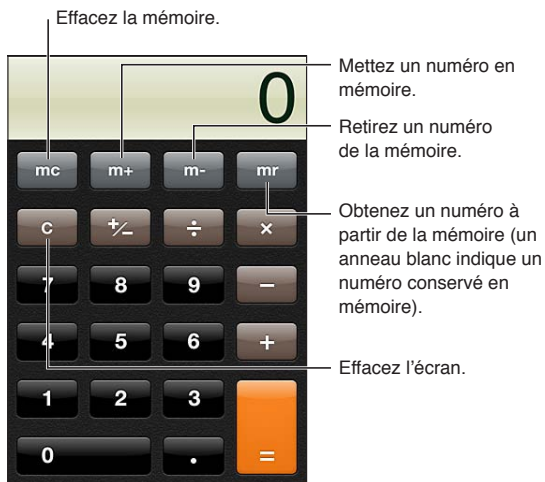 Effacez la mémoire.
Mettez un numéro en
mémoire.
0
Retirez un numéro
de la mémoire.
mc m+ m- mr
Obtenez un numéro à
partir de la mémoire (un
anneau blanc indique un
numéro conservé en
mémoire).
c +/− ÷ ×
7 8 9 −
4 5 6 +
Effacez l’écran.
1 2 3
0 . =